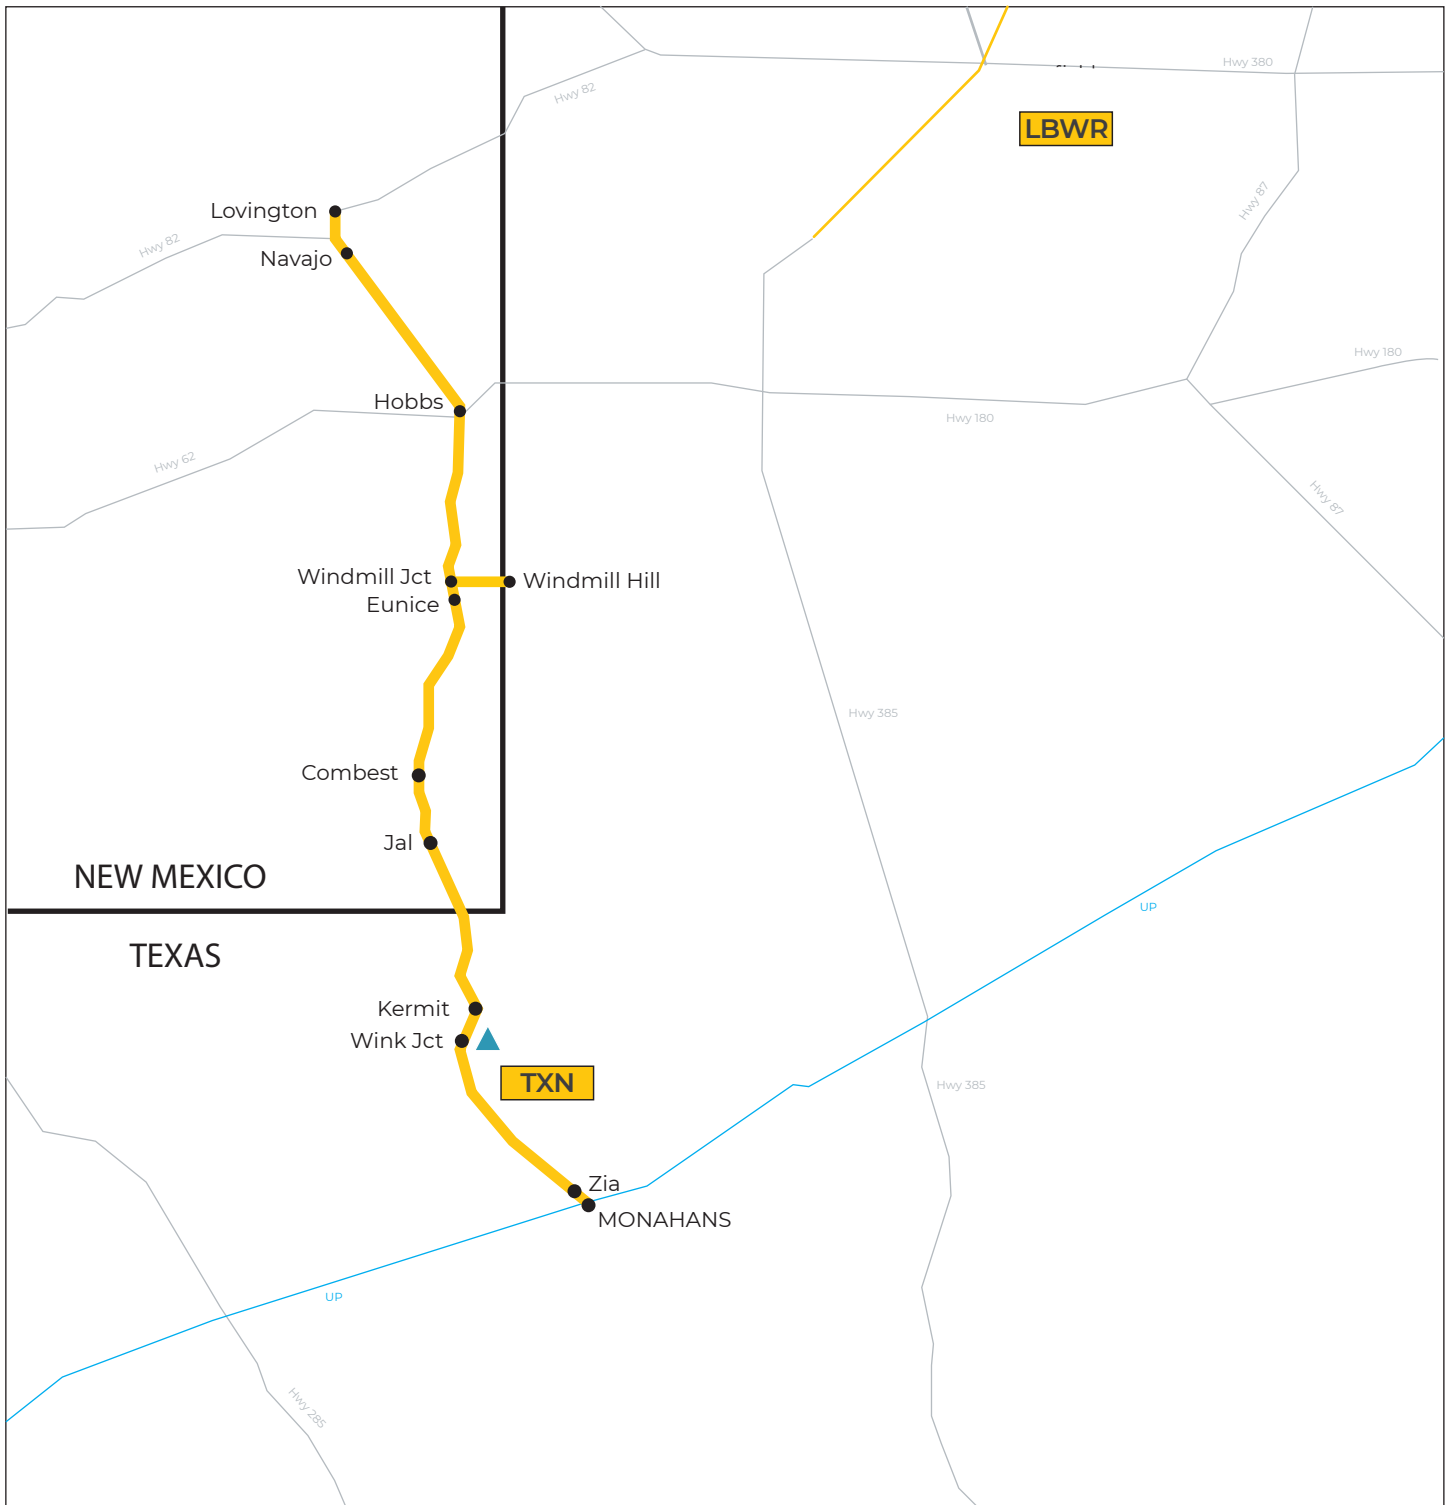 Hwy 380
Hwy 82
LBWR
Hwy 87
Lovington
Hwy 82
Navajo
Hwy 180
Hobbs
Hwy 180
Hwy 62
Hwy 87
Windmill Jct
Windmill Hill
Eunice
Hwy 385
Combest
Jal
NEW MEXICO
UP
TEXAS
Kermit
Wink Jct
TXN
Hwy 385
Zia
MONAHANS
UP
Hwy 285